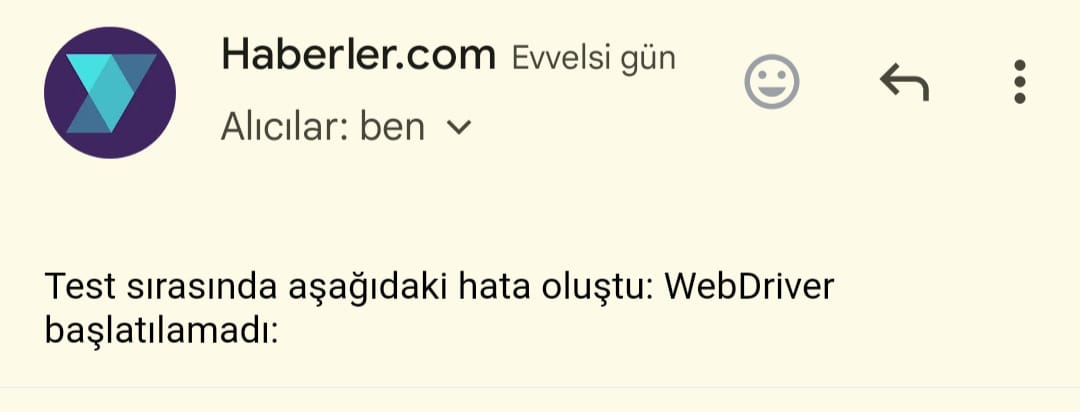 Haberler.com Evvelsi gün
Alıcılar: ben
Test sırasında aşağıdaki hata oluştu: WebDriver
başlatılamadı: